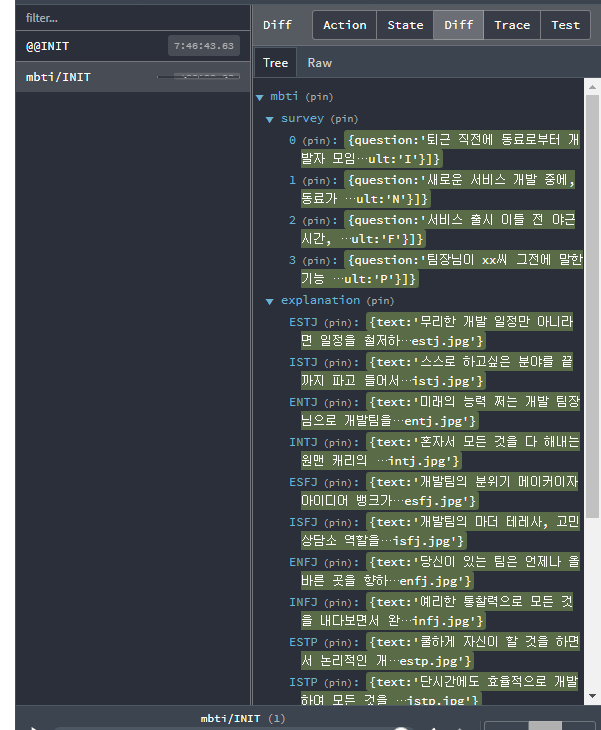 filter...
Diff
Action
State
Diff
Trace
Test
@@INIT
7:46:43.63
mbti/INIT
Tree
Raw
mbti (pin)
survey (pin)
0 (pin): {question:'퇴근 직전에 동료로부터 개
발자 모임…ult:'I'}]}
1 (pin): {question:'새로운 서비스 개발 중에,
동료가 …ult:'N'}]}
2 (pin): {question:'서비스 출시 이틀 전 야근
시간, …ult:'F'}]}
3 (pin): {question:'팀장님이 xx씨 그전에 말한
기능 …ult:'P'}]}
explanation (pin)
ESTJ (pin): {text:'무리한 개발 일정만 아니라
면 일정을 철저하…estj.jpg'}
ISTJ (pin): {text:'스스로 하고싶은 분야를 끝
까지 파고 들어서…istj.jpg'}
ENTJ (pin): {text:'미래의 능력 쩌는 개발 팀장
님으로 개발팀을…entj.jpg'}
INTJ (pin): {text:'혼자서 모든 것을 다 해내는
원맨 캐리의 …intj.jpg'}
ESFJ (pin): {text:'개발팀의 분위기 메이커이자
아이디어 뱅크가…esfj.jpg'}
ISFJ (pin): {text:'개발팀의 마더 테레사, 고민
상담소 역할을…isfj.jpg'}
ENFJ (pin): {text:'당신이 있는 팀은 언제나 올
바른 곳을 향하…enfj.jpg'}
INFJ (pin): {text:'예리한 통찰력으로 모든 것
을 내다보면서 완…infj.jpg'}
ESTP (pin): {text:'쿨하게 자신이 할 것을 하면
서 논리적인 개…estp.jpg'}
ISTP (pin): {text:'단시간에도 효율적으로 개발
하여 모든 것을 …istp.jpg'}
mbti/INIT (1)